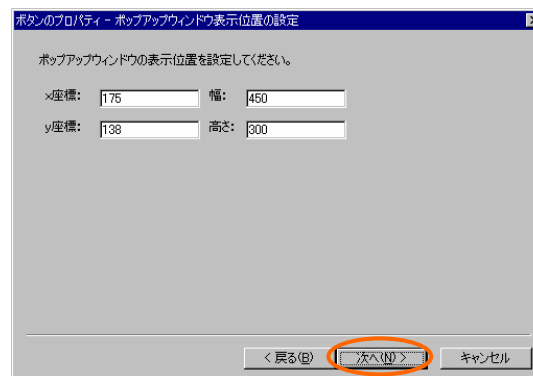 ボタンのプロパティ - ポップアップウィンドウ表示位置の設定
ポップアップウィンドウの表示位置を設定してください。
x座標: 175 幅: 450
y座標: 138 高さ: 300
< 戻る(B) 次へ(N) > キャンセル